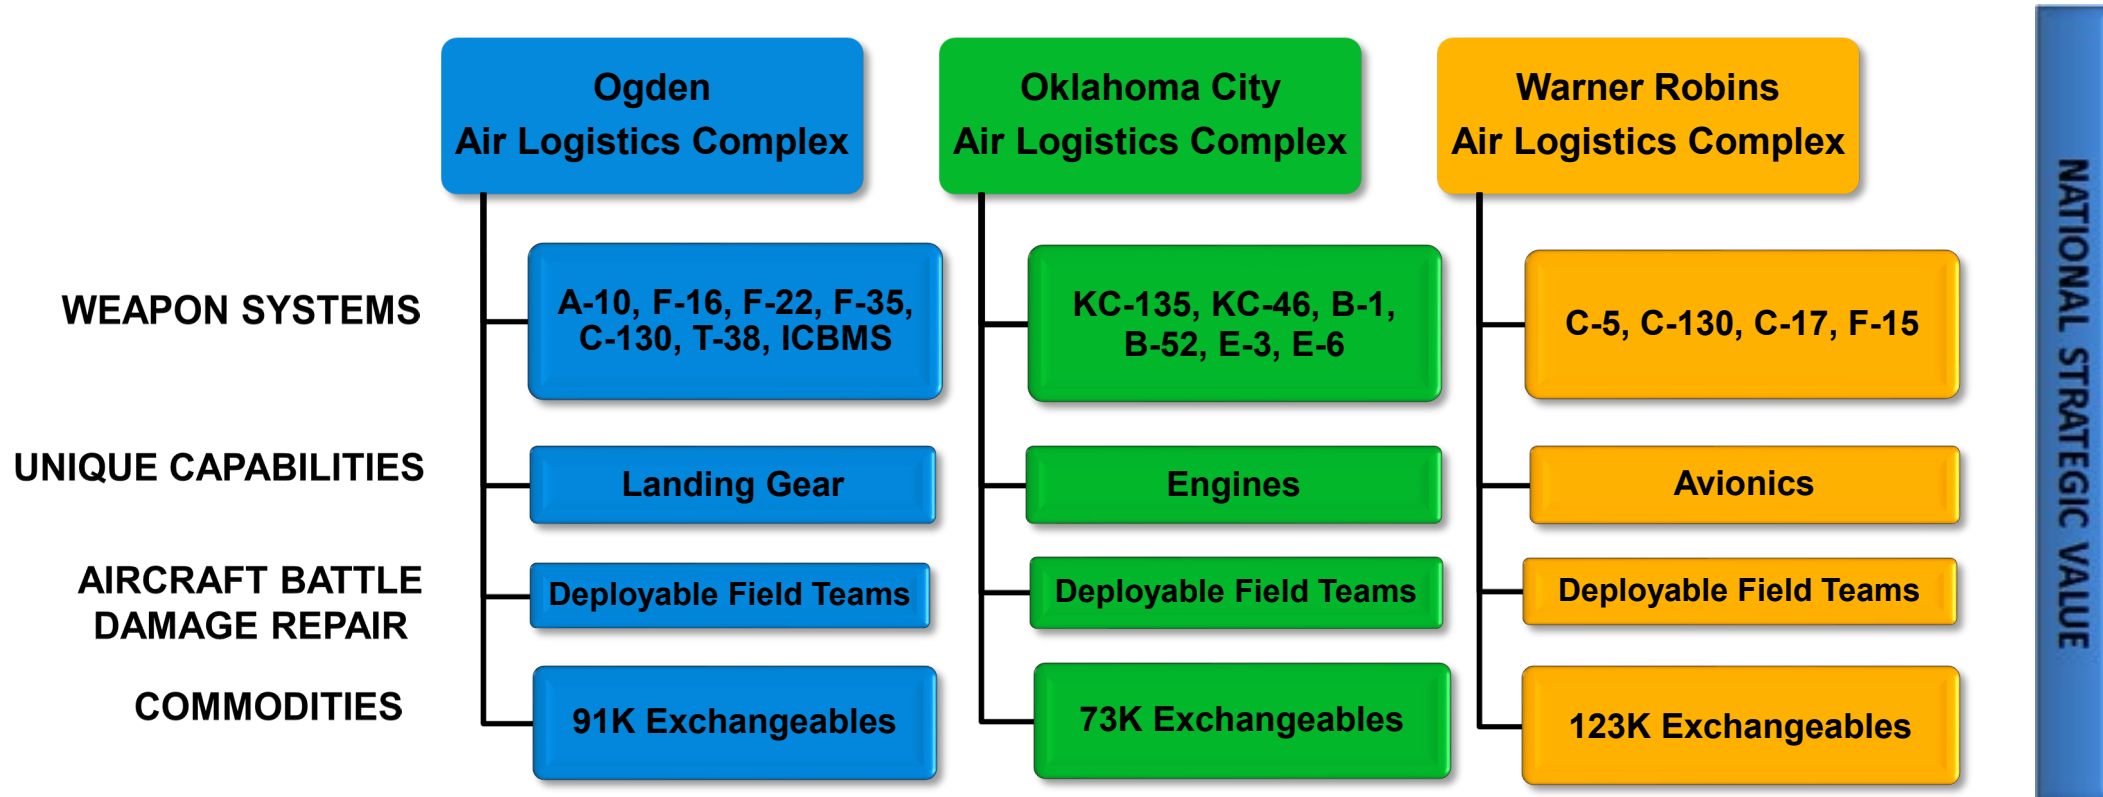 Ogden
Air Logistics Complex
Oklahoma City
Air Logistics Complex
Warner Robins
Air Logistics Complex
WEAPON SYSTEMS
A-10, F-16, F-22, F-35,
C-130, T-38, ICBMS
KC-135, KC-46, B-1,
B-52, E-3, E-6
C-5, C-130, C-17, F-15
UNIQUE CAPABILITIES
Landing Gear
Engines
Avionics
AIRCRAFT BATTLE
DAMAGE REPAIR
Deployable Field Teams
Deployable Field Teams
Deployable Field Teams
COMMODITIES
91K Exchangeables
73K Exchangeables
123K Exchangeables
NATIONAL STRATEGIC VALUE